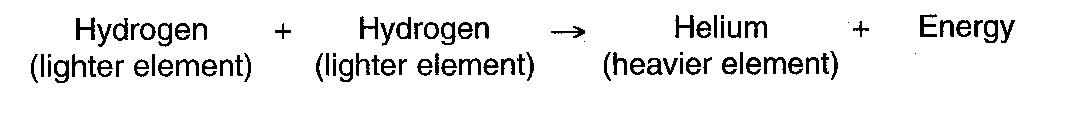 Hydrogen + Hydrogen → Helium + Energy
(lighter element) (lighter element) (heavier element)